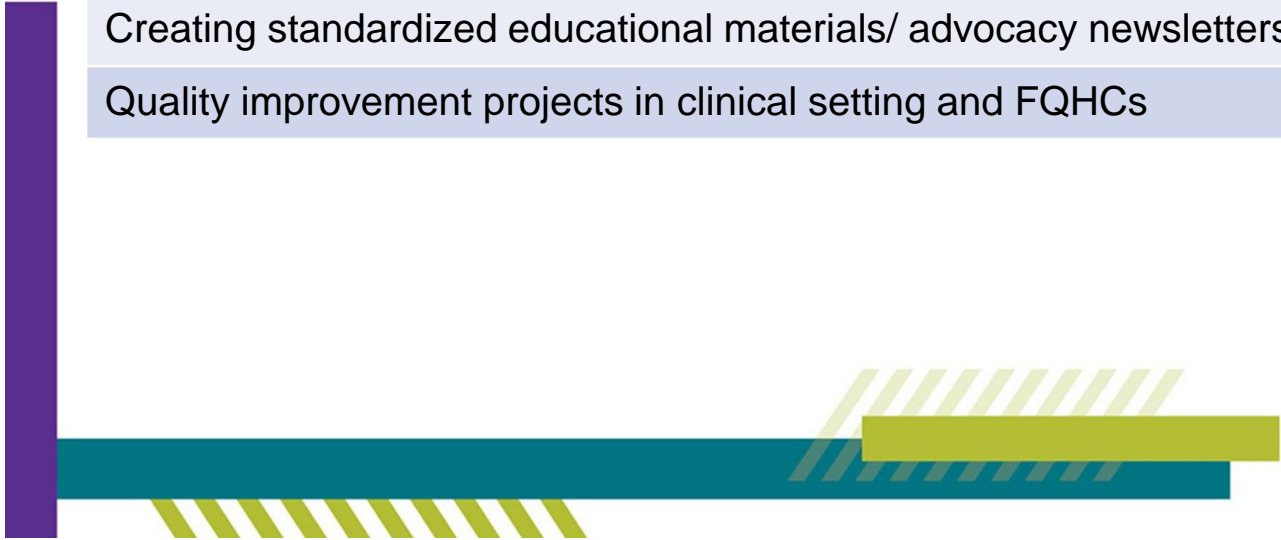 Creating standardized educational materials/ advocacy newsletters
Quality improvement projects in clinical setting and FQHCs